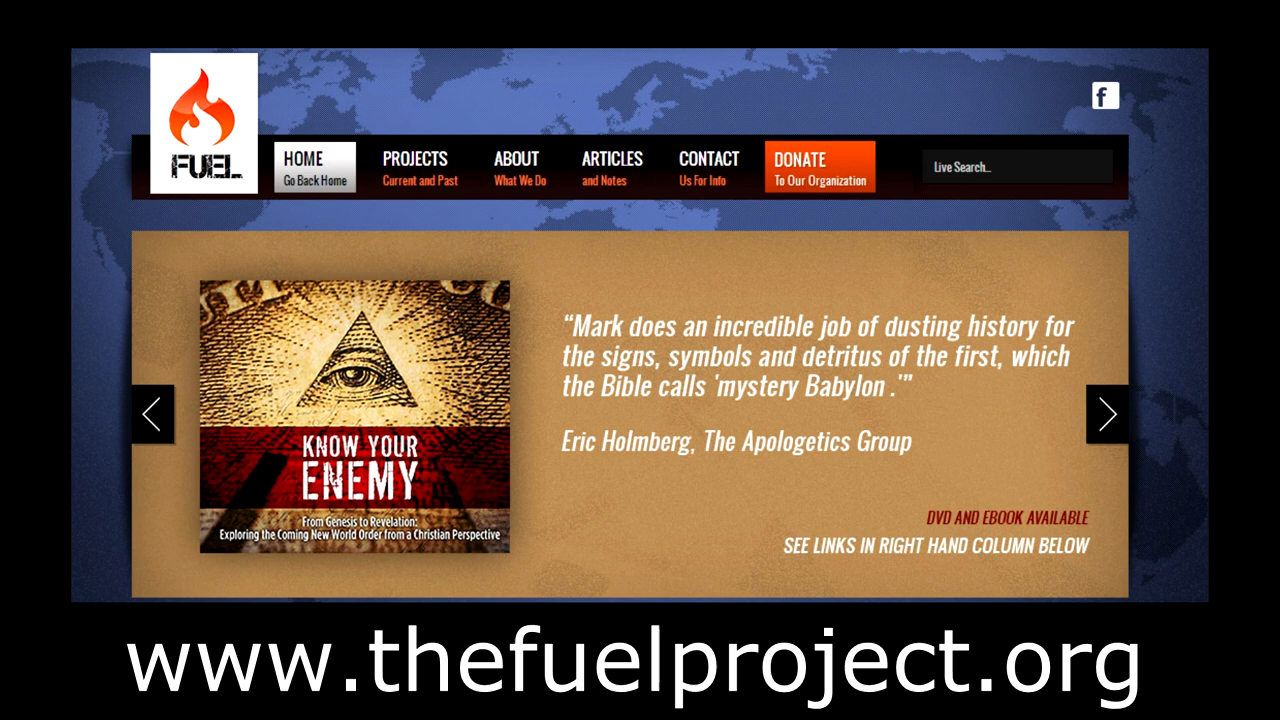 FUEL
HOME
Go Back Home
PROJECTS
Current and Past
ABOUT
What We Do
ARTICLES
and Notes
CONTACT
Us For Info
DONATE
To Our Organization
Live Search...
f
KNOW YOUR
ENEMY
From Genesis to Revelation:
Exploring the Coming New World Order from a Christian Perspective
“Mark does an incredible job of dusting history for
the signs, symbols and detritus of the first, which
the Bible calls 'mystery Babylon .'”
Eric Holmberg, The Apologetics Group
DVD AND EBOOK AVAILABLE
SEE LINKS IN RIGHT HAND COLUMN BELOW
www.thefuelproject.org